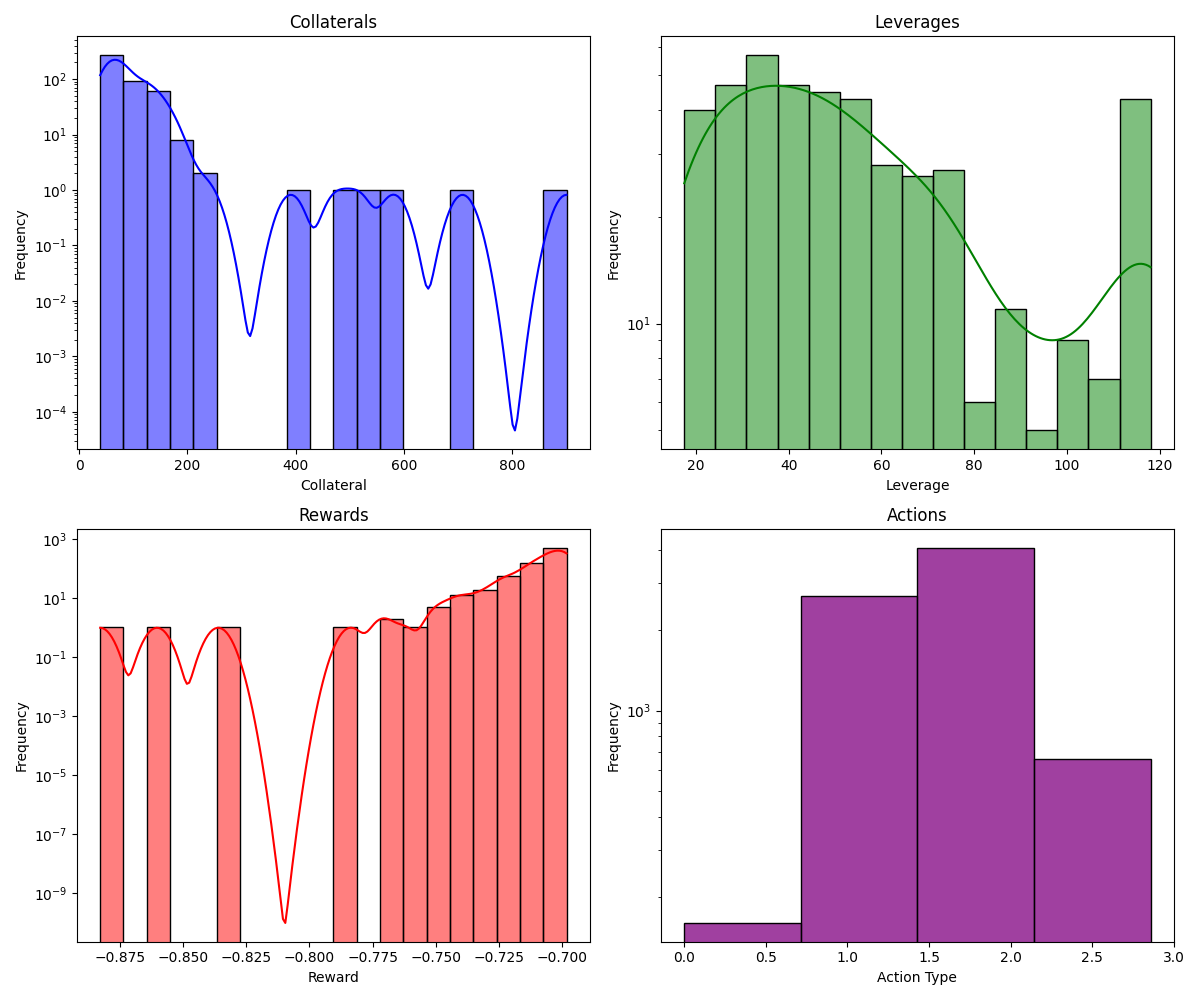 Collaterals
Frequency
10^2
10^1
10^0
10^-1
10^-2
10^-3
10^-4
0 200 400 600 800
Collateral
Leverages
Frequency
10^1
20 40 60 80 100 120
Leverage
Rewards
Frequency
10^3
10^1
10^-1
10^-3
10^-5
10^-7
10^-9
−0.875 −0.850 −0.825 −0.800 −0.775 −0.750 −0.725 −0.700
Reward
Actions
Frequency
10^3
0.0 0.5 1.0 1.5 2.0 2.5 3.0
Action Type